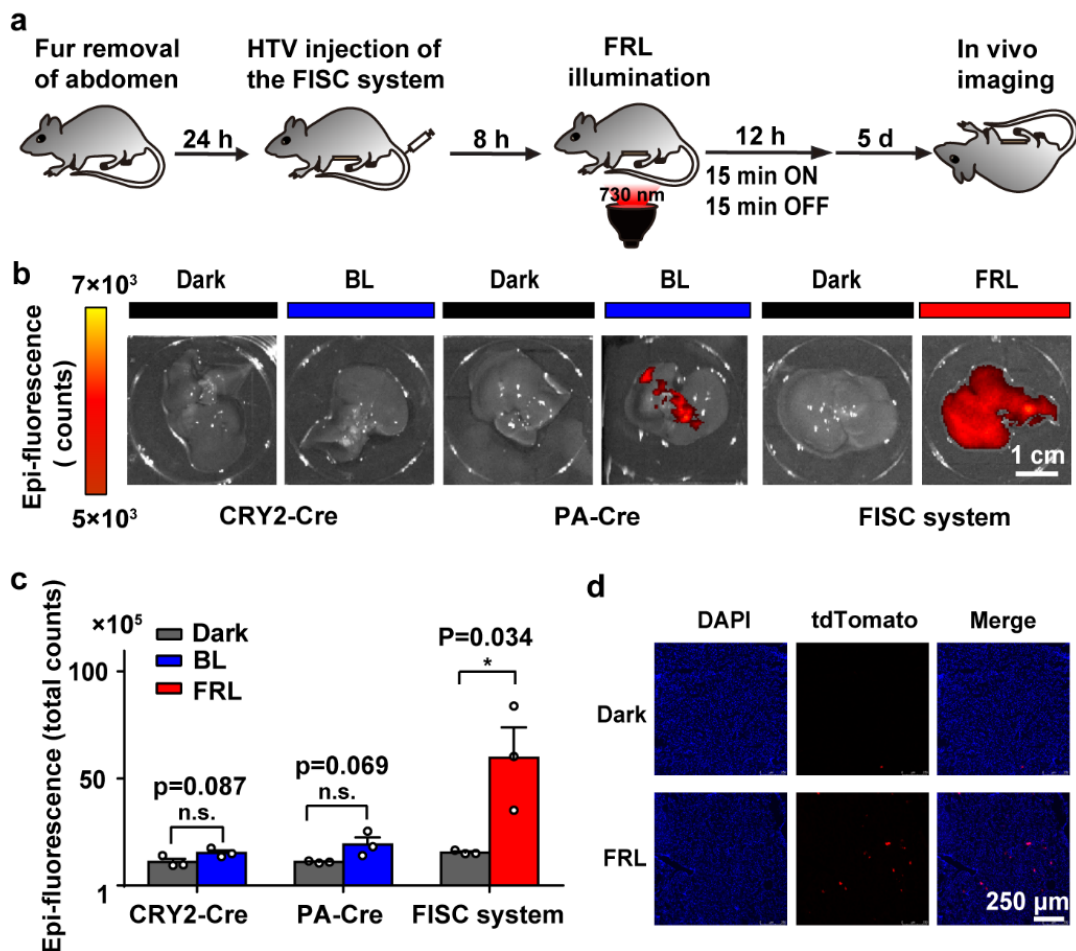 a
Fur removal
of abdomen
24 h
HTV injection of
the FISC system
8 h
FRL
illumination
730 nm
12 h
15 min ON
15 min OFF
5 d
In vivo
imaging
b
7×10³
5×10³
Epi-fluorescence
( counts)
Dark
BL
Dark
BL
Dark
FRL
1 cm
CRY2-Cre
PA-Cre
FISC system
c
Epi-fluorescence (total counts)
×10⁵
100
50
1
Dark
BL
FRL
p=0.087
n.s.
p=0.069
n.s.
P=0.034
*
CRY2-Cre
PA-Cre
FISC system
d
DAPI
tdTomato
Merge
Dark
FRL
250 µm